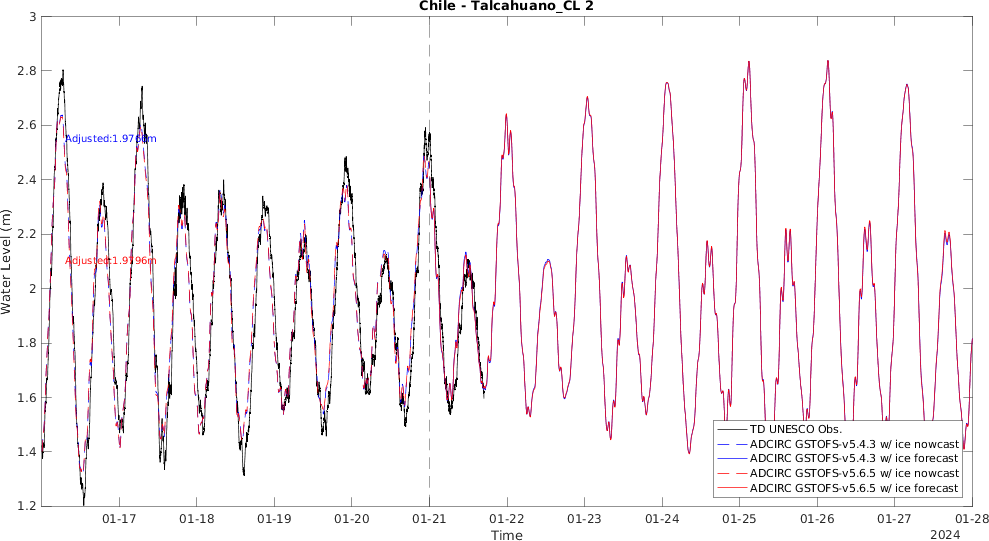 Chile - Talcahuano_CL 2
3
2.8
2.6
2.4
2.2
2
1.8
1.6
1.4
1.2
Water Level (m)
Adjusted:1.9796m
TD UNESCO Obs.
ADCIRC GSTOFS-v5.4.3 w/ ice nowcast
ADCIRC GSTOFS-v5.4.3 w/ ice forecast
ADCIRC GSTOFS-v5.6.5 w/ ice nowcast
ADCIRC GSTOFS-v5.6.5 w/ ice forecast
01-17 01-18 01-19 01-20 01-21 01-22 01-23 01-24 01-25 01-26 01-27 01-28
Time
2024